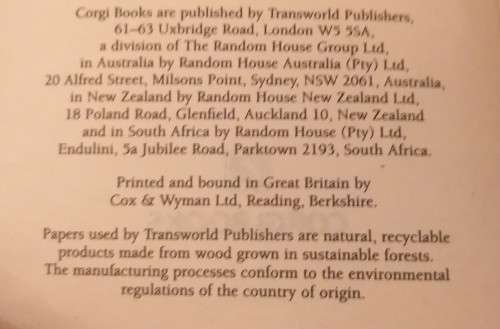 Corgi Books are published by Transworld Publishers,
61–63 Uxbridge Road, London W5 5SA,
a division of The Random House Group Ltd,
in Australia by Random House Australia (Pty) Ltd,
20 Alfred Street, Milsons Point, Sydney, NSW 2061, Australia,
in New Zealand by Random House New Zealand Ltd,
18 Poland Road, Glenfield, Auckland 10, New Zealand
and in South Africa by Random House (Pty) Ltd,
Endulini, 5a Jubilee Road, Parktown 2193, South Africa.
Printed and bound in Great Britain by
Cox & Wyman Ltd, Reading, Berkshire.
Papers used by Transworld Publishers are natural, recyclable
products made from wood grown in sustainable forests.
The manufacturing processes conform to the environmental
regulations of the country of origin.